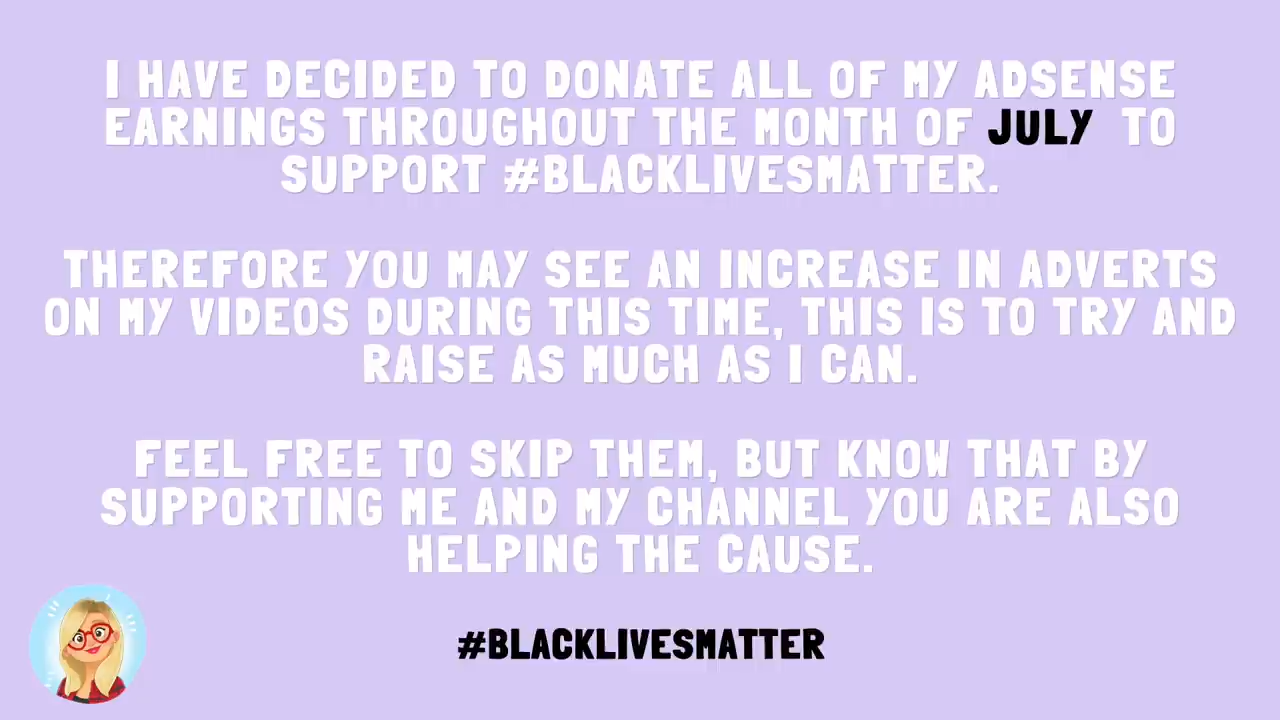 I HAVE DECIDED TO DONATE ALL OF MY ADSENSE
EARNINGS THROUGHOUT THE MONTH OF JULY TO
SUPPORT #BLACKLIVESMATTER.
THEREFORE YOU MAY SEE AN INCREASE IN ADVERTS
ON MY VIDEOS DURING THIS TIME, THIS IS TO TRY AND
RAISE AS MUCH AS I CAN.
FEEL FREE TO SKIP THEM, BUT KNOW THAT BY
SUPPORTING ME AND MY CHANNEL YOU ARE ALSO
HELPING THE CAUSE.
#BLACKLIVESMATTER